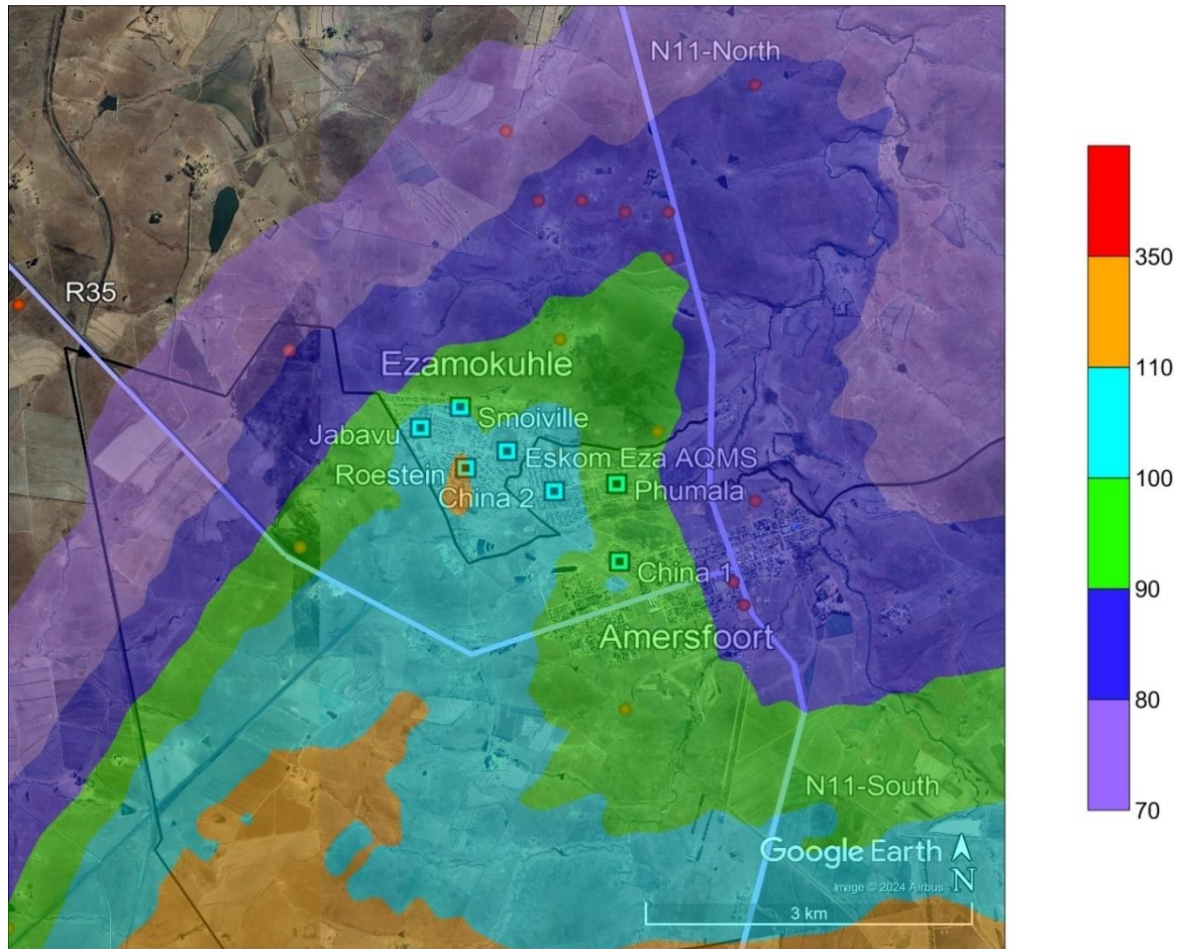 N11-North
R35
350
110
Ezamokuhle
Smoiville
Jabavu
Eskom Eza AQMS
Roestein
100
China 2
Phumala
China 1
90
Amersfoort
80
N11-South
70
Google Earth
Image © 2024 Airbus
N
3 km